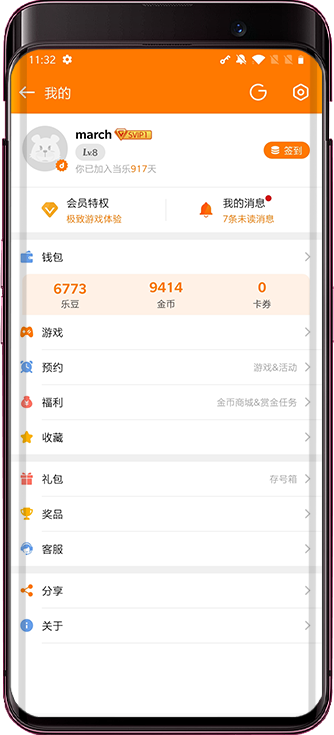 11:32
我的
march SVIP1
Lv8
签到
你已加入当乐917天
会员特权
极致游戏体验
我的消息
7条未读消息
钱包
6773 9414 0
乐豆 金币 卡券
游戏
预约 游戏&活动
福利 金币商城&赏金任务
收藏
礼包 存号箱
奖品
客服
分享
关于